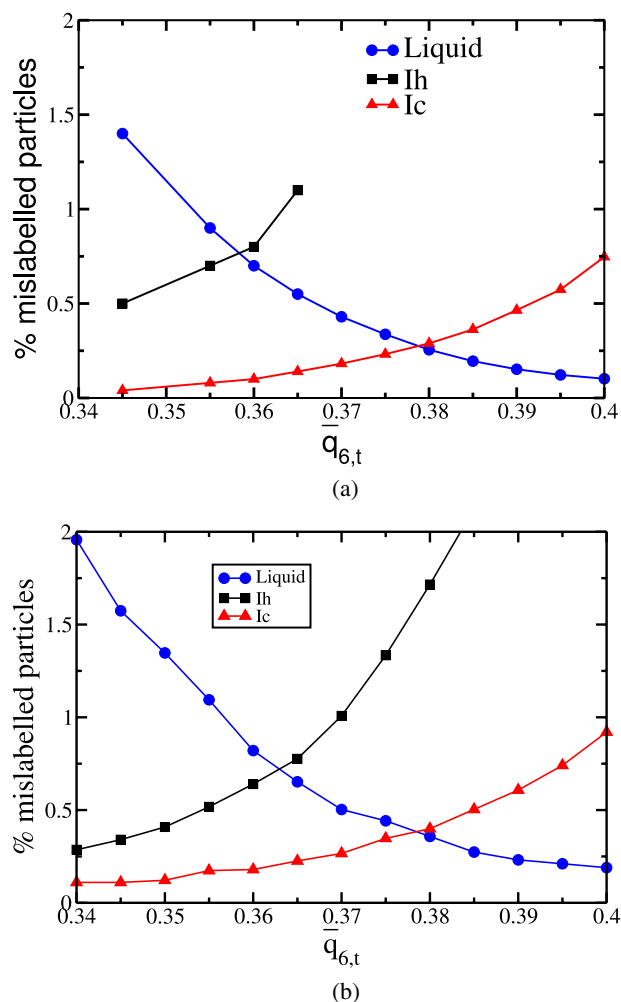 2
1.5
1
0.5
0
% mislabelled particles
Liquid
Ih
Ic
0.34 0.35 0.36 0.37 0.38 0.39 0.4
q̅6,t
(a)
2
1.5
1
0.5
0
% mislabelled particles
Liquid
Ih
Ic
0.34 0.35 0.36 0.37 0.38 0.39 0.4
q̅6,t
(b)